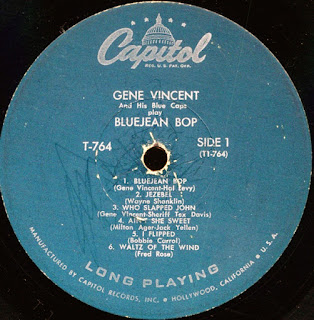 Capitol
REG. U.S. PAT. OFF.
GENE VINCENT
And His Blue Caps
play
BLUEJEAN BOP
T-764
SIDE 1
(T1-764)
1. BLUEJEAN BOP
(Gene Vincent-Hal Levy)
2. JEZEBEL
(Wayne Shanklin)
3. WHO SLAPPED JOHN
(Gene Vincent-Sheriff Tex Davis)
4. AIN'T SHE SWEET
(Milton Ager-Jack Yellen)
5. I FLIPPED
(Bobbie Carrol)
6. WALTZ OF THE WIND
(Fred Rose)
LONG PLAYING
MANUFACTURED BY CAPITOL RECORDS, INC. • HOLLYWOOD, CALIFORNIA • U.S.A.